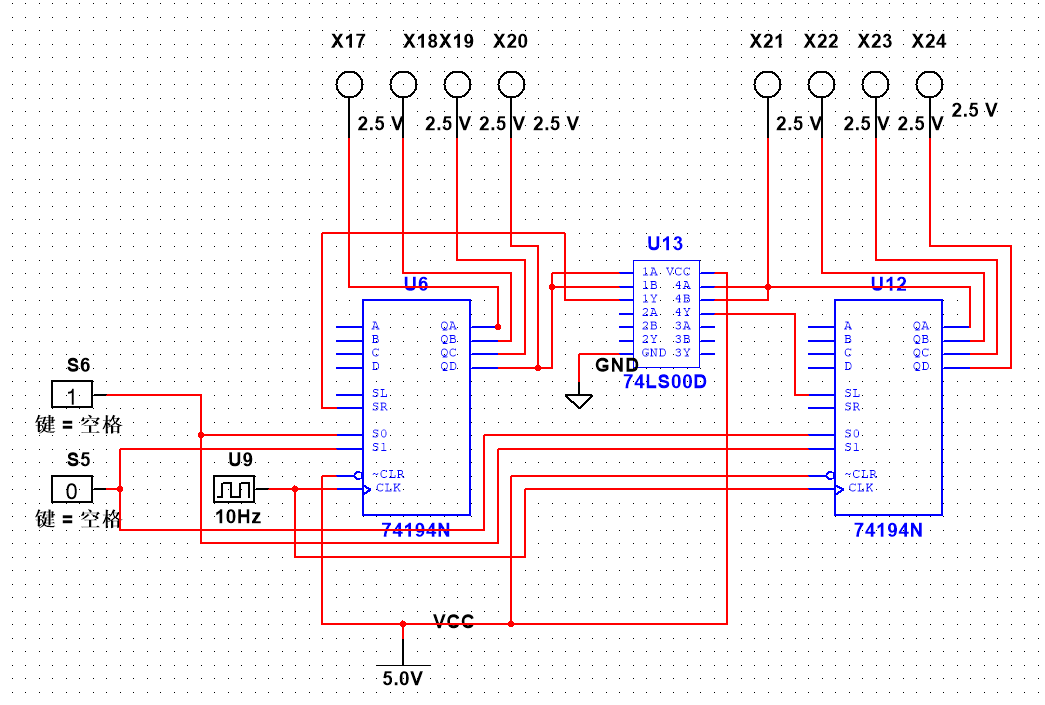 X17 X18X19 X20 X21 X22 X23 X24
2.5 V 2.5 V 2.5 V 2.5 V 2.5 V 2.5 V 2.5 V 2.5 V
U13
1A VCC
1B 4A
1Y 4B
2A 4Y
2B 3A
2Y 3B
GND 3Y
GND
74LS00D
U6
A QA
B QB
C QC
D QD
SL
SR
S0
S1
~CLR
CLK
74194N
U12
A QA
B QB
C QC
D QD
SL
SR
S0
S1
~CLR
CLK
74194N
S6
1
键 = 空格
S5
0
键 = 空格
U9
10Hz
VCC
5.0V